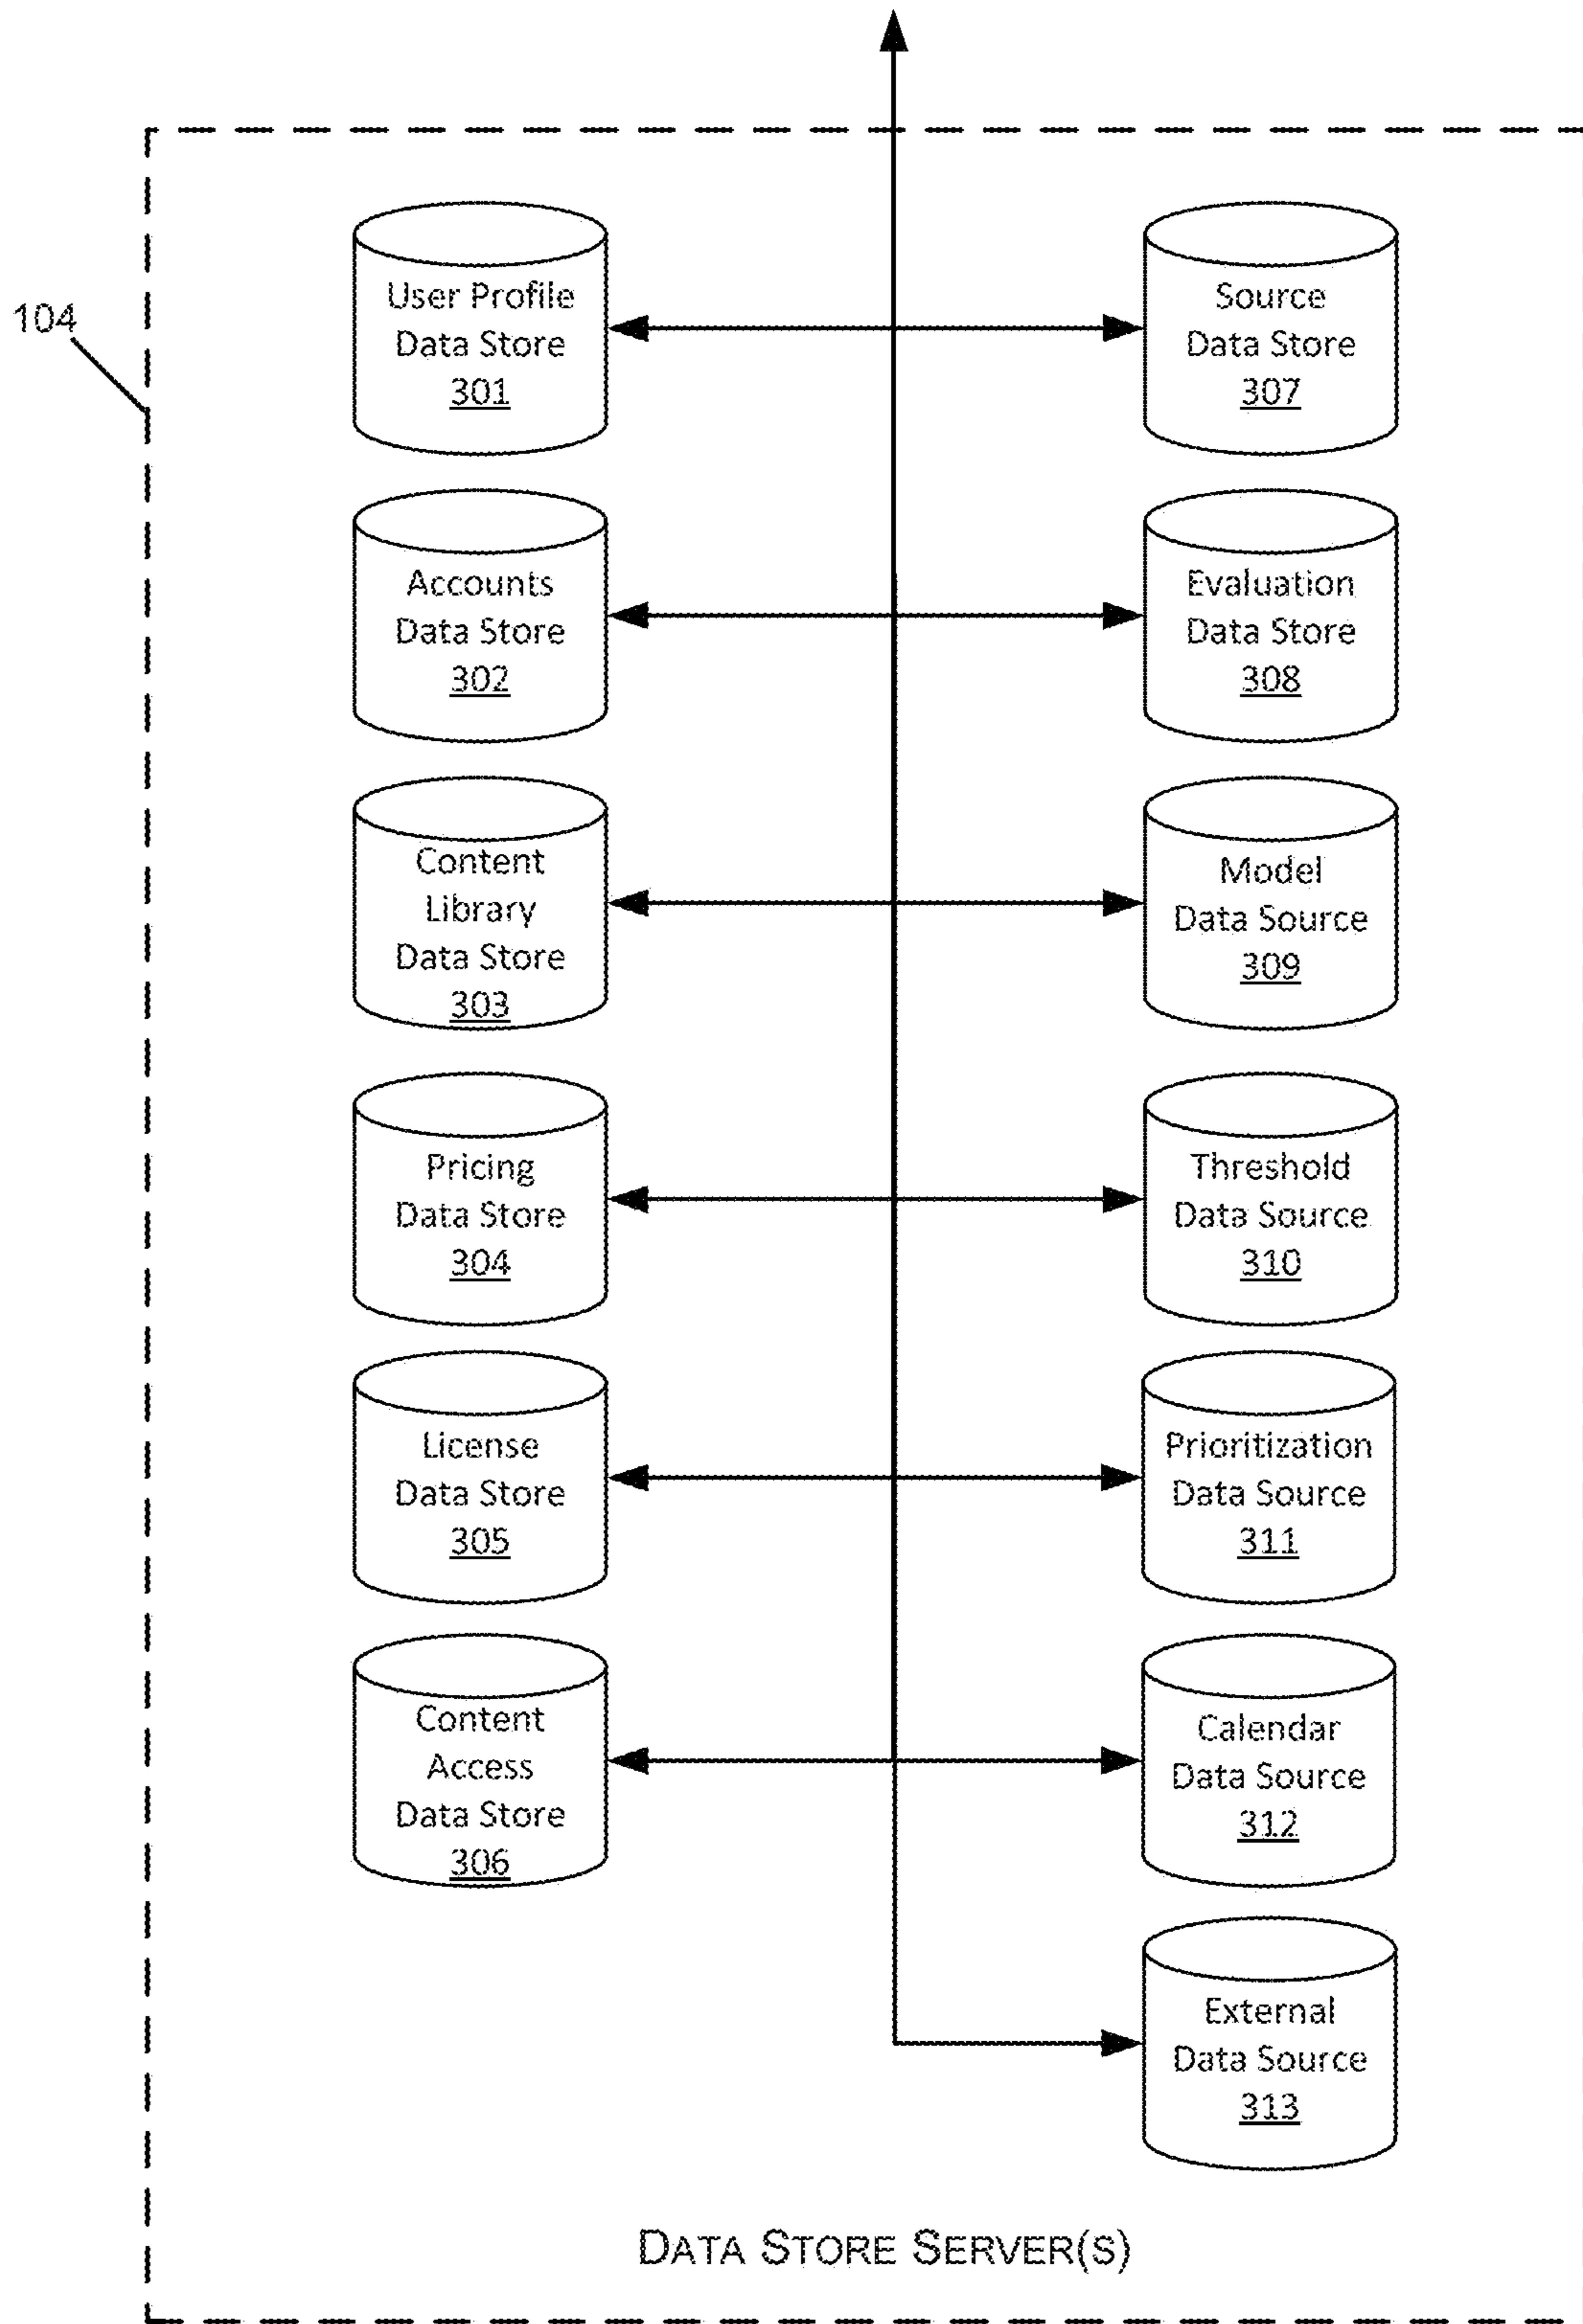 104
User Profile
Data Store
301
Accounts
Data Store
302
Content
Library
Data Store
303
Pricing
Data Store
304
License
Data Store
305
Content
Access
Data Store
306
Source
Data Store
307
Evaluation
Data Store
308
Model
Data Source
309
Threshold
Data Source
310
Prioritization
Data Source
311
Calendar
Data Source
312
External
Data Source
313
DATA STORE SERVER(S)